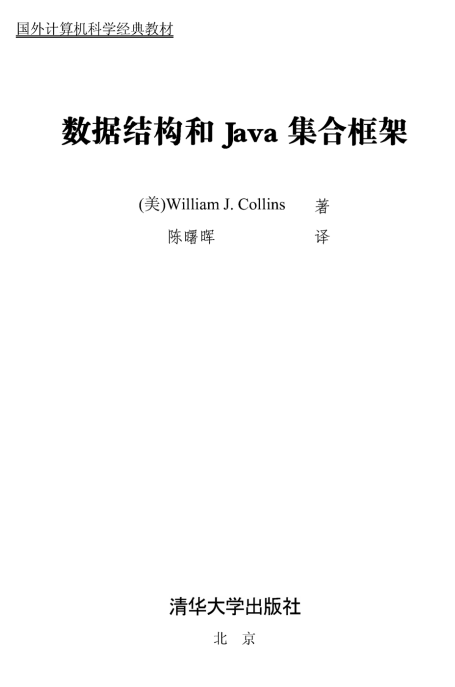 国外计算机科学经典教材
数据结构和 Java 集合框架
(美)William J. Collins 著
陈曙晖 译
清华大学出版社
北 京